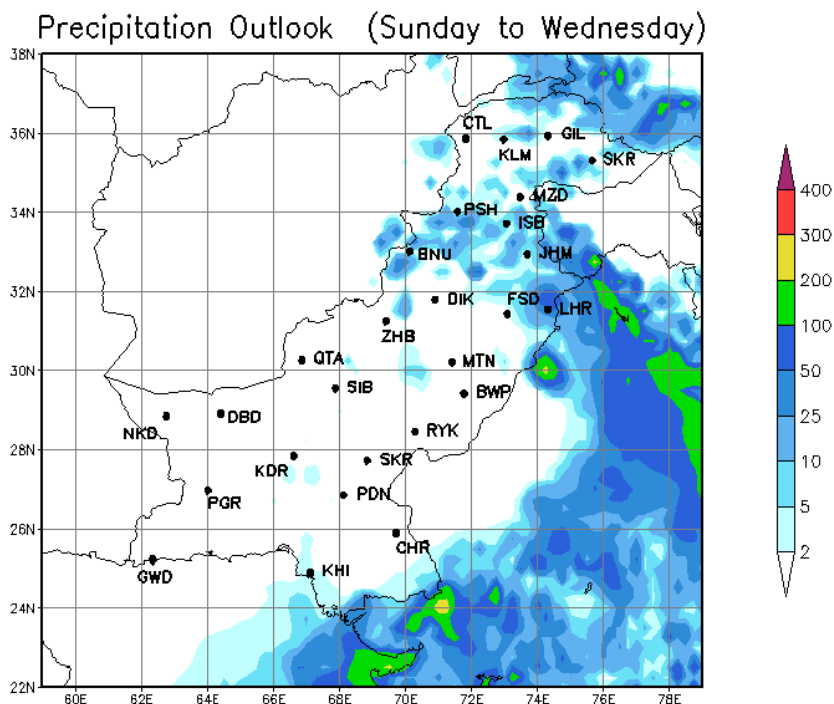 Precipitation Outlook (Sunday to Wednesday)
38N
36N
34N
32N
30N
28N
26N
24N
22N
CTL
KLM
GIL
SKR
MZD
PSH
ISB
BNU
JHM
DIK
FSD
LHR
ZHB
QTA
MTN
SIB
BWP
NKD
DBD
RYK
KDR
SKR
PGR
PDN
CHR
GWD
KHI
60E 62E 64E 66E 68E 70E 72E 74E 76E 78E
400
300
200
100
50
25
10
5
2